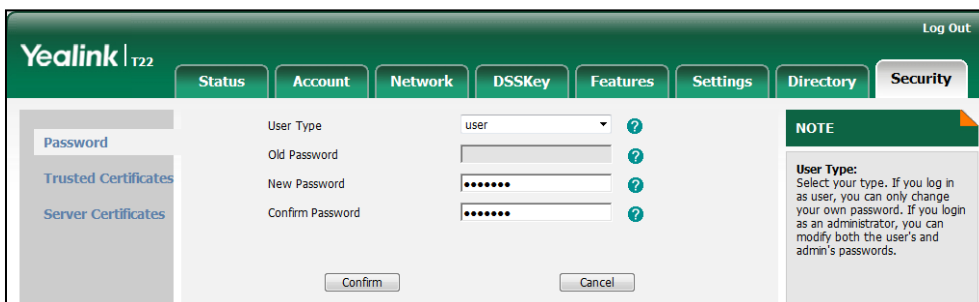 Log Out
Yealink | T22
Status Account Network DSSKey Features Settings Directory Security
Password
Trusted Certificates
Server Certificates
User Type user ?
Old Password ?
New Password ••••••• ?
Confirm Password ••••••• ?
Confirm Cancel
NOTE
User Type:
Select your type. If you log in
as user, you can only change
your own password. If you login
as an administrator, you can
modify both the user's and
admin's passwords.